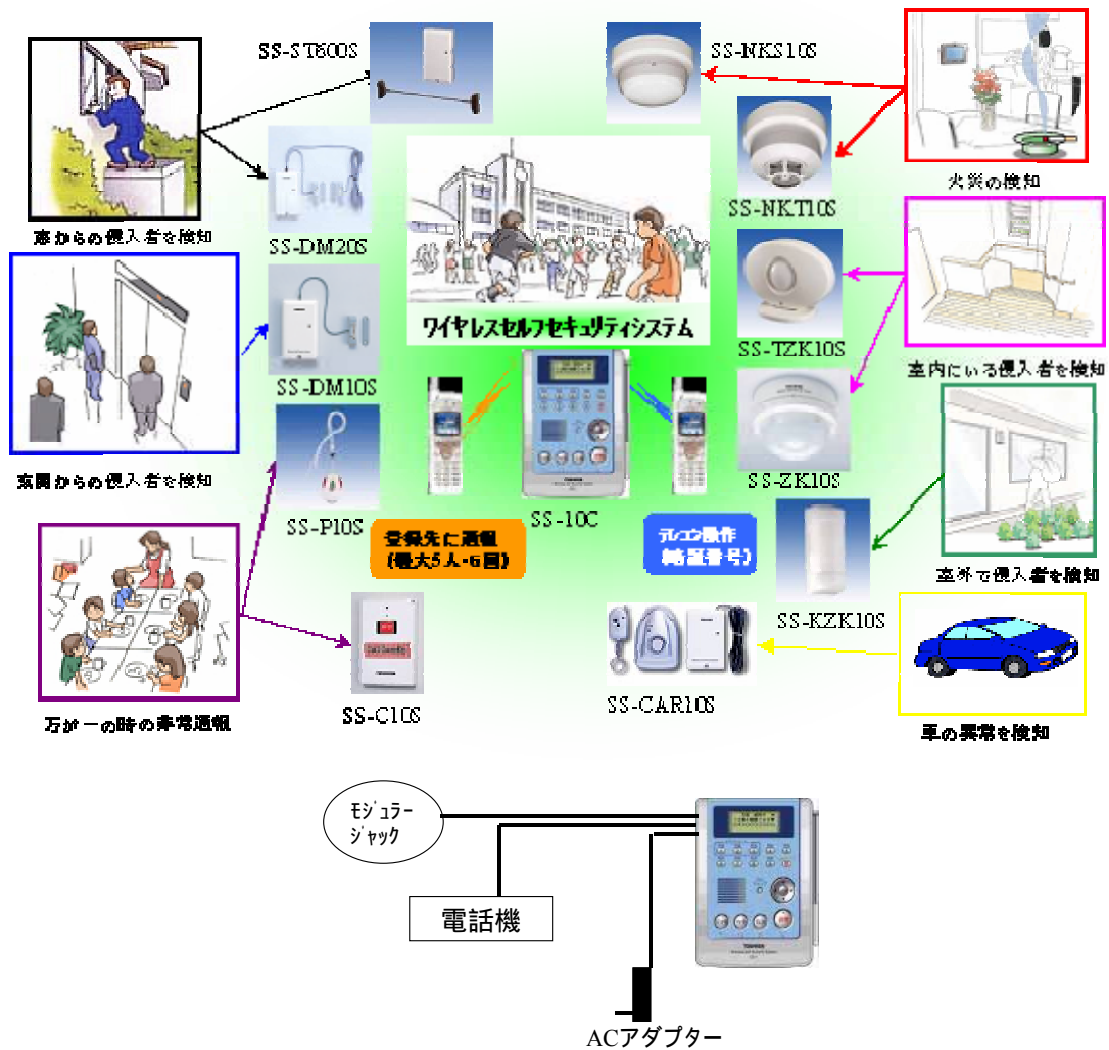 SS-ST600S
SS-NKS10S
火災の検知
SS-NKT10S
窓からの侵入者を検知
SS-DM20S
ワイヤレスセルフセキュリティシステム
SS-TZK10S
室内にいる侵入者を検知
SS-DM10S
玄関からの侵入者を検知
SS-ZK10S
SS-P10S
SS-10C
登録先に通報
(最大5人・6回)
テレコン操作
(暗証番号)
室外で侵入者を検知
SS-KZK10S
SS-C10S
SS-CAR10S
万が一の時の非常通報
車の異常を検知
モジュラー
ジャック
電話機
TOSHIBA
ACアダプター